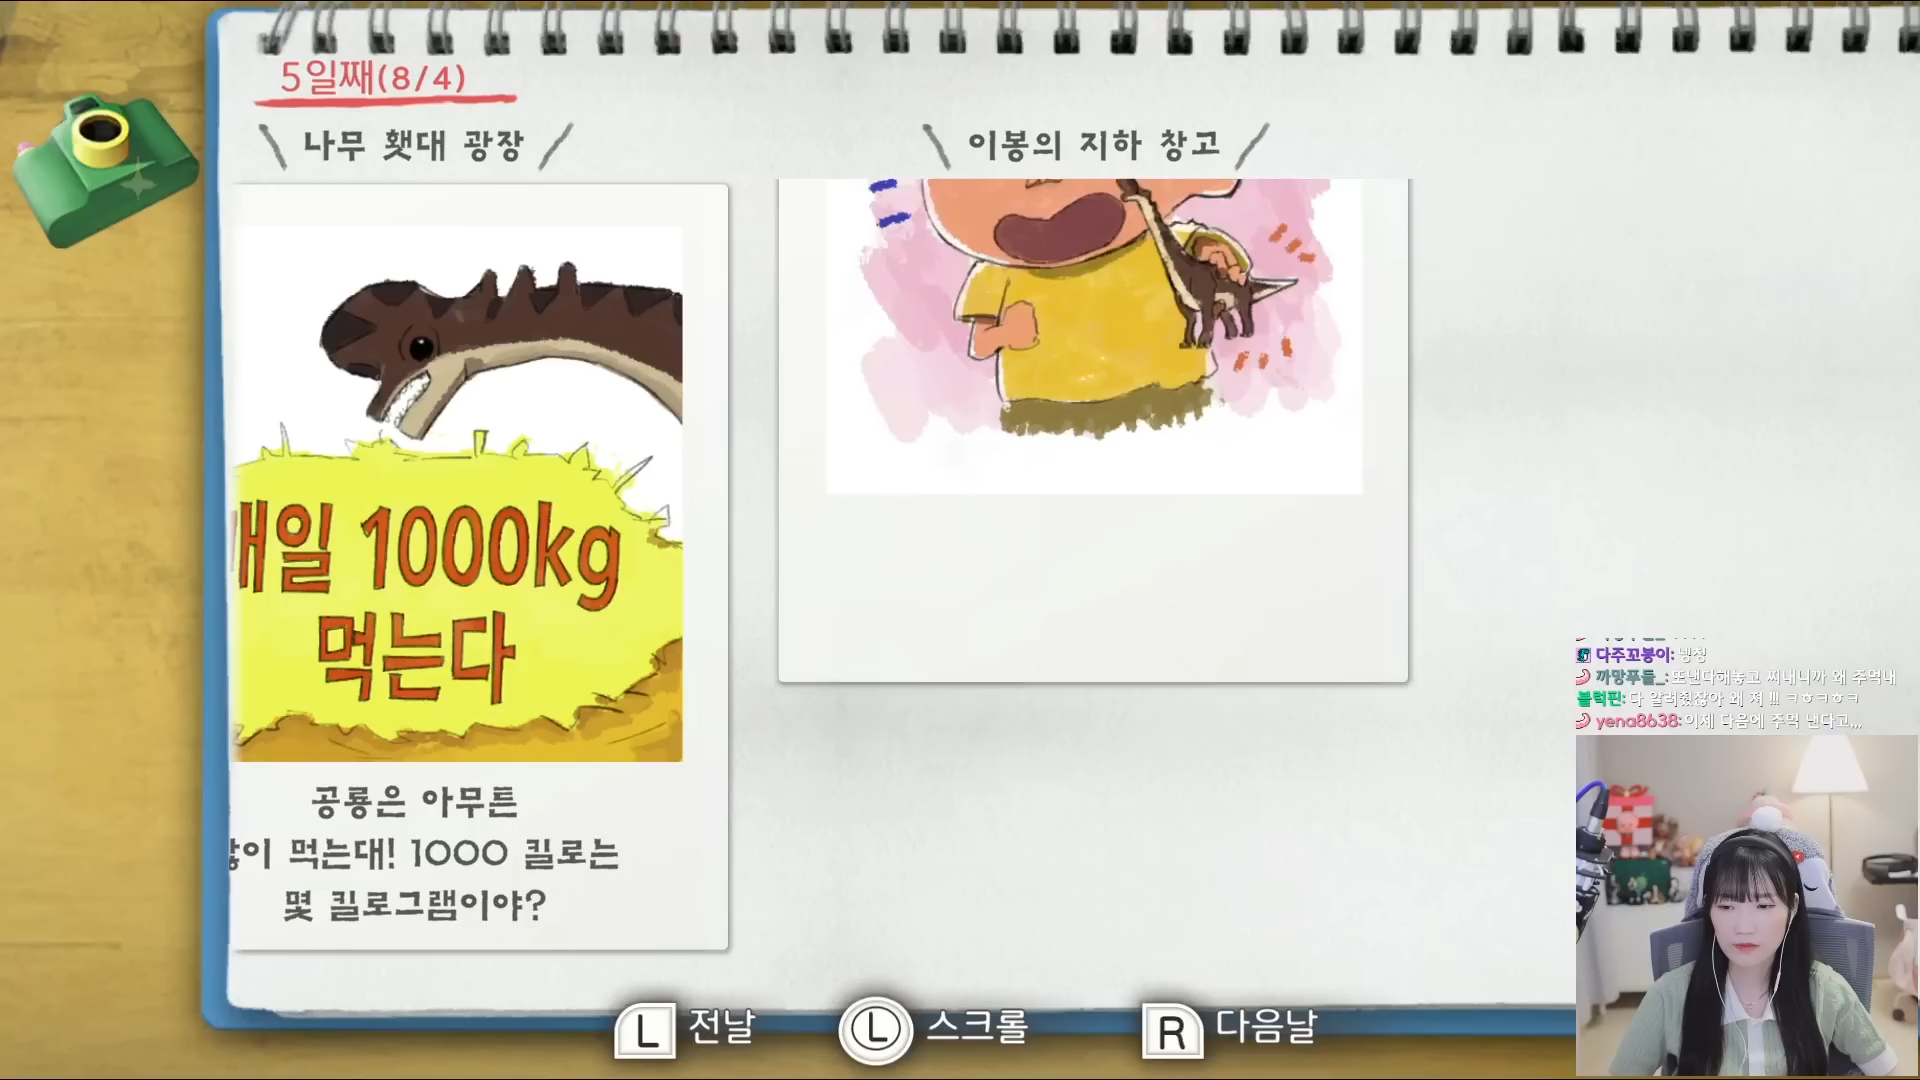 5일째(8/4)
나무 횃대 광장
이봉의 지하 창고
매일 1000kg
먹는다
공룡은 아무튼
많이 먹는대! 1000 킬로는
몇 킬로그램이야?
다주꼬봉이: 넹칭
까망푸들_: 또낸다해놓고 찌내니까 왜 주먹내
블럭핀: 다 알려줬잖아 왜 져 !!! ㅋㅎㅋㅎㅋ
yena8638: 이제 다음에 주먹 낸다고,,,
L 전날
L 스크롤
R 다음날